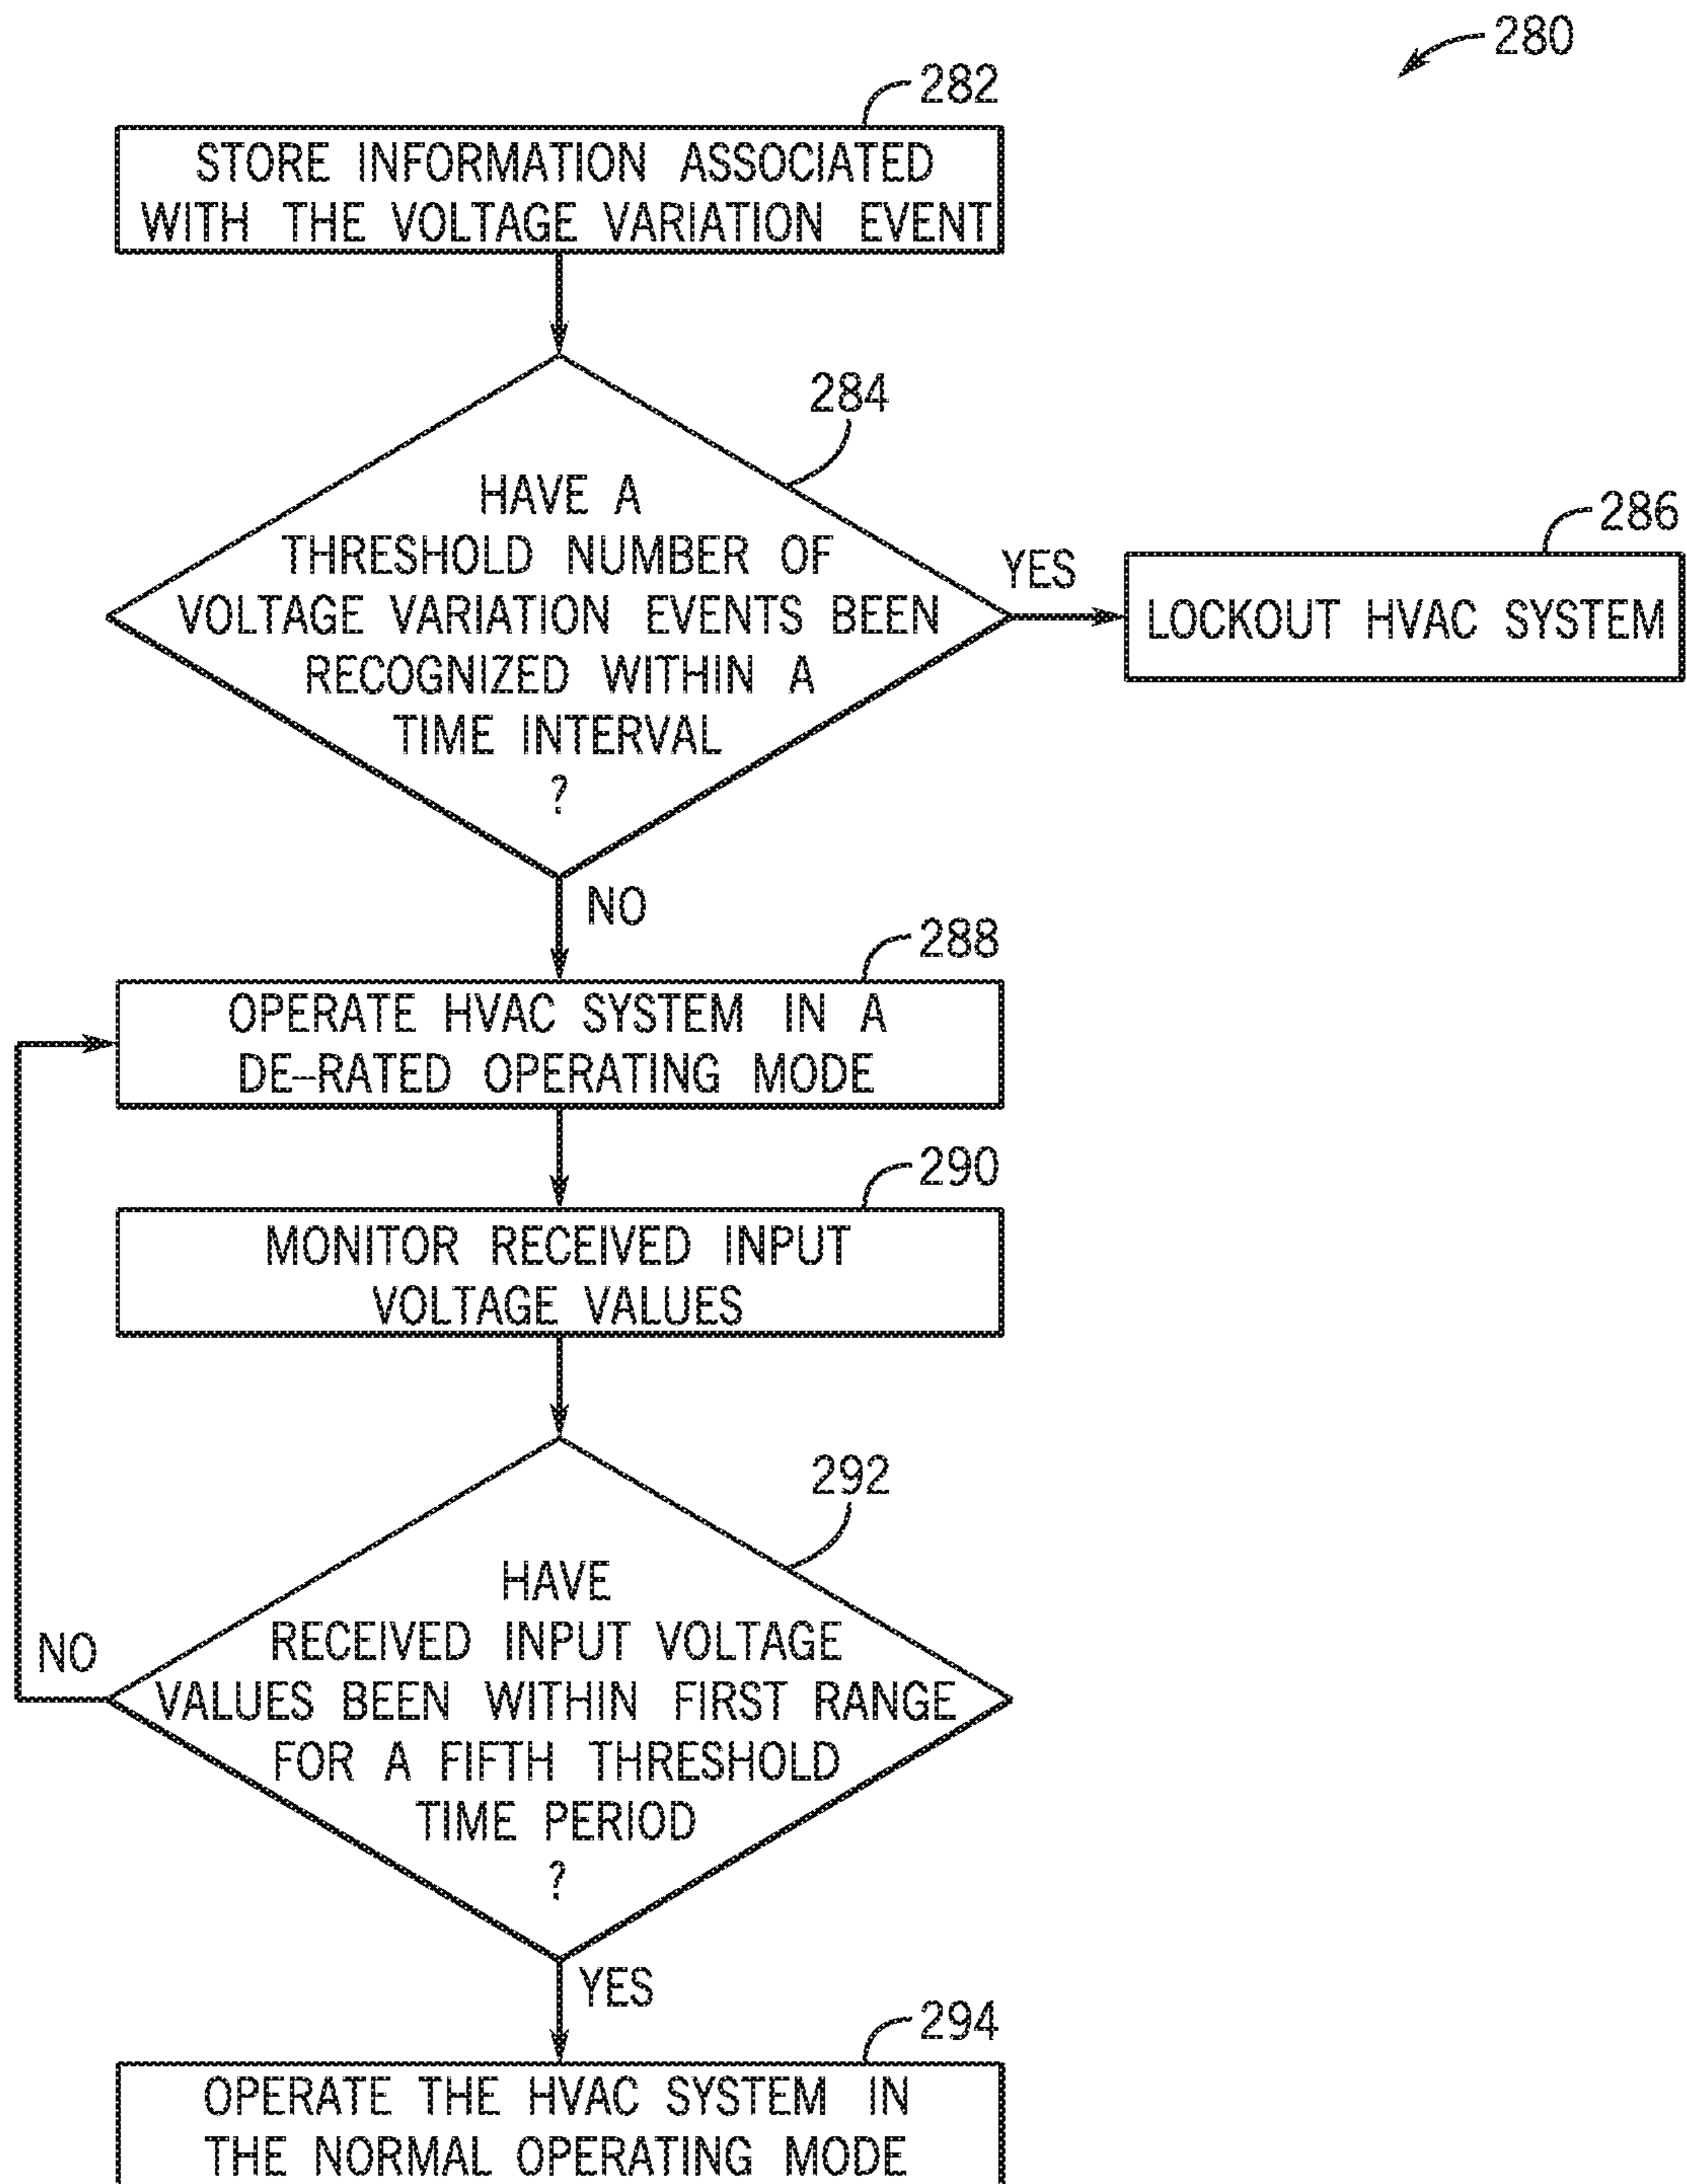 280
282
STORE INFORMATION ASSOCIATED
WITH THE VOLTAGE VARIATION EVENT
284
HAVE A
THRESHOLD NUMBER OF
VOLTAGE VARIATION EVENTS BEEN
RECOGNIZED WITHIN A
TIME INTERVAL
?
YES
286
LOCKOUT HVAC SYSTEM
NO
288
OPERATE HVAC SYSTEM IN A
DE-RATED OPERATING MODE
290
MONITOR RECEIVED INPUT
VOLTAGE VALUES
292
HAVE
RECEIVED INPUT VOLTAGE
VALUES BEEN WITHIN FIRST RANGE
FOR A FIFTH THRESHOLD
TIME PERIOD
?
NO
YES
294
OPERATE THE HVAC SYSTEM IN
THE NORMAL OPERATING MODE